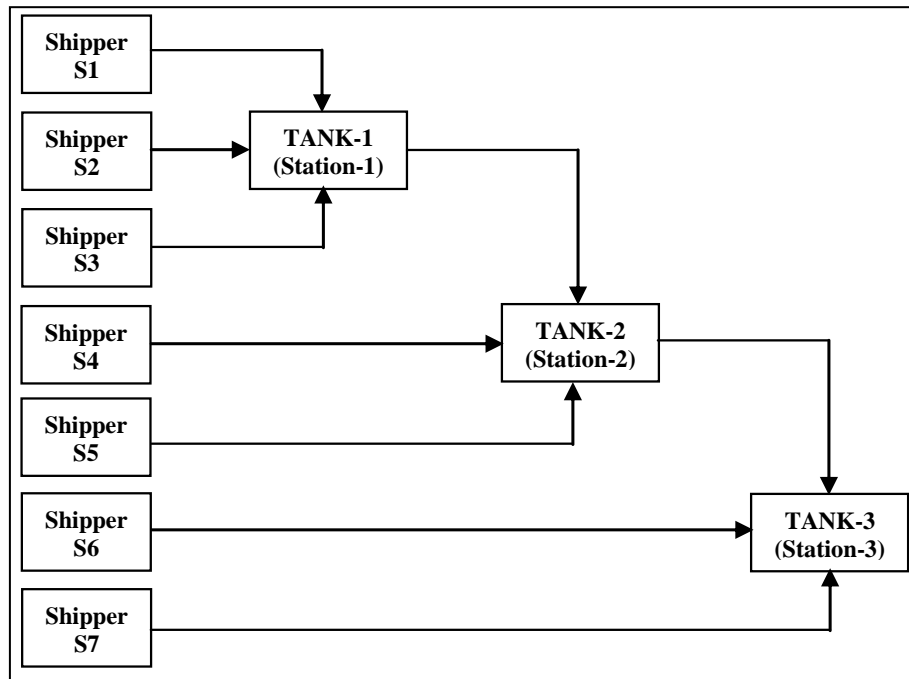 Shipper
S1
Shipper
S2
TANK-1
(Station-1)
Shipper
S3
Shipper
S4
TANK-2
(Station-2)
Shipper
S5
Shipper
S6
TANK-3
(Station-3)
Shipper
S7